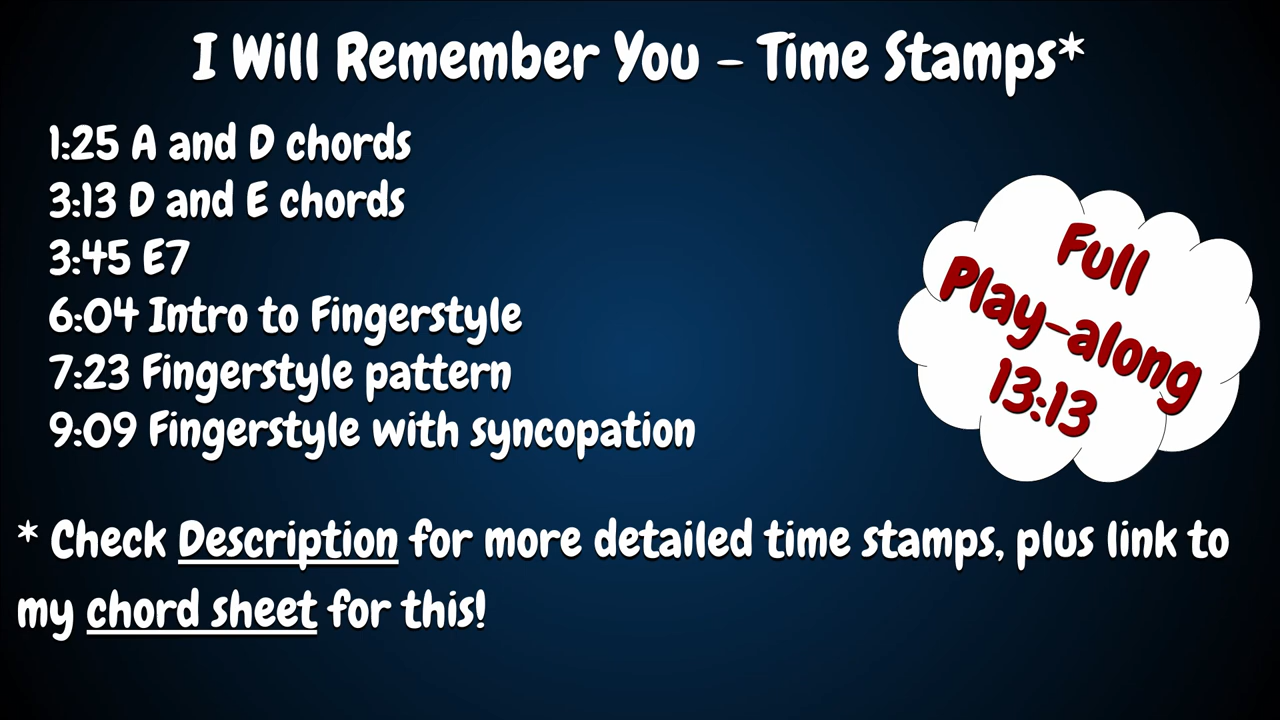 I Will Remember You - Time Stamps*
1:25 A and D chords
3:13 D and E chords
3:45 E7
6:04 Intro to Fingerstyle
7:23 Fingerstyle pattern
9:09 Fingerstyle with syncopation
Full
Play-along
13:13
* Check Description for more detailed time stamps, plus link to
my chord sheet for this!